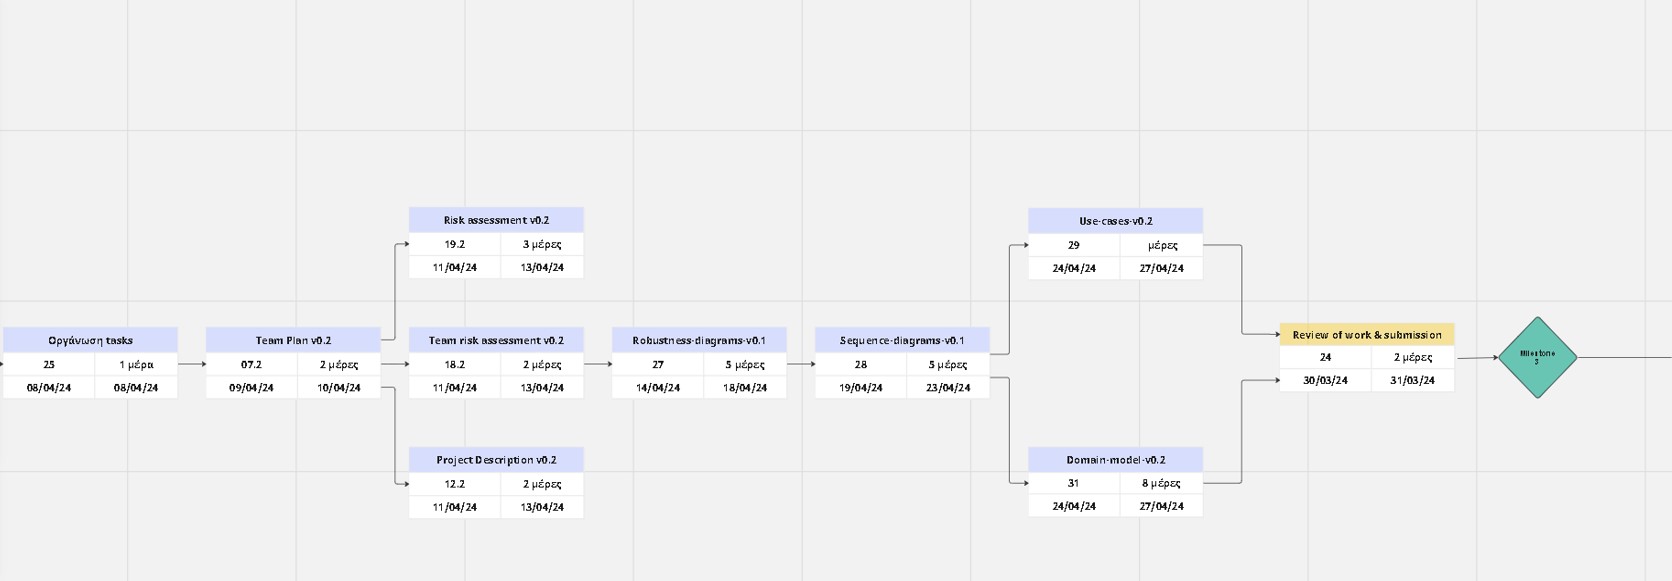 Οργάνωση tasks
25 1 μέρα
08/04/24 08/04/24
Team Plan v0.2
07.2 2 μέρες
09/04/24 10/04/24
Risk assessment v0.2
19.2 3 μέρες
11/04/24 13/04/24
Team risk assessment v0.2
18.2 2 μέρες
11/04/24 13/04/24
Project Description v0.2
12.2 2 μέρες
11/04/24 13/04/24
Robustness-diagrams-v0.1
27 5 μέρες
14/04/24 18/04/24
Sequence-diagrams-v0.1
28 5 μέρες
19/04/24 23/04/24
Use-cases-v0.2
29 μέρες
24/04/24 27/04/24
Domain-model-v0.2
31 8 μέρες
24/04/24 27/04/24
Review of work & submission
24 2 μέρες
30/03/24 31/03/24
Milestone
3